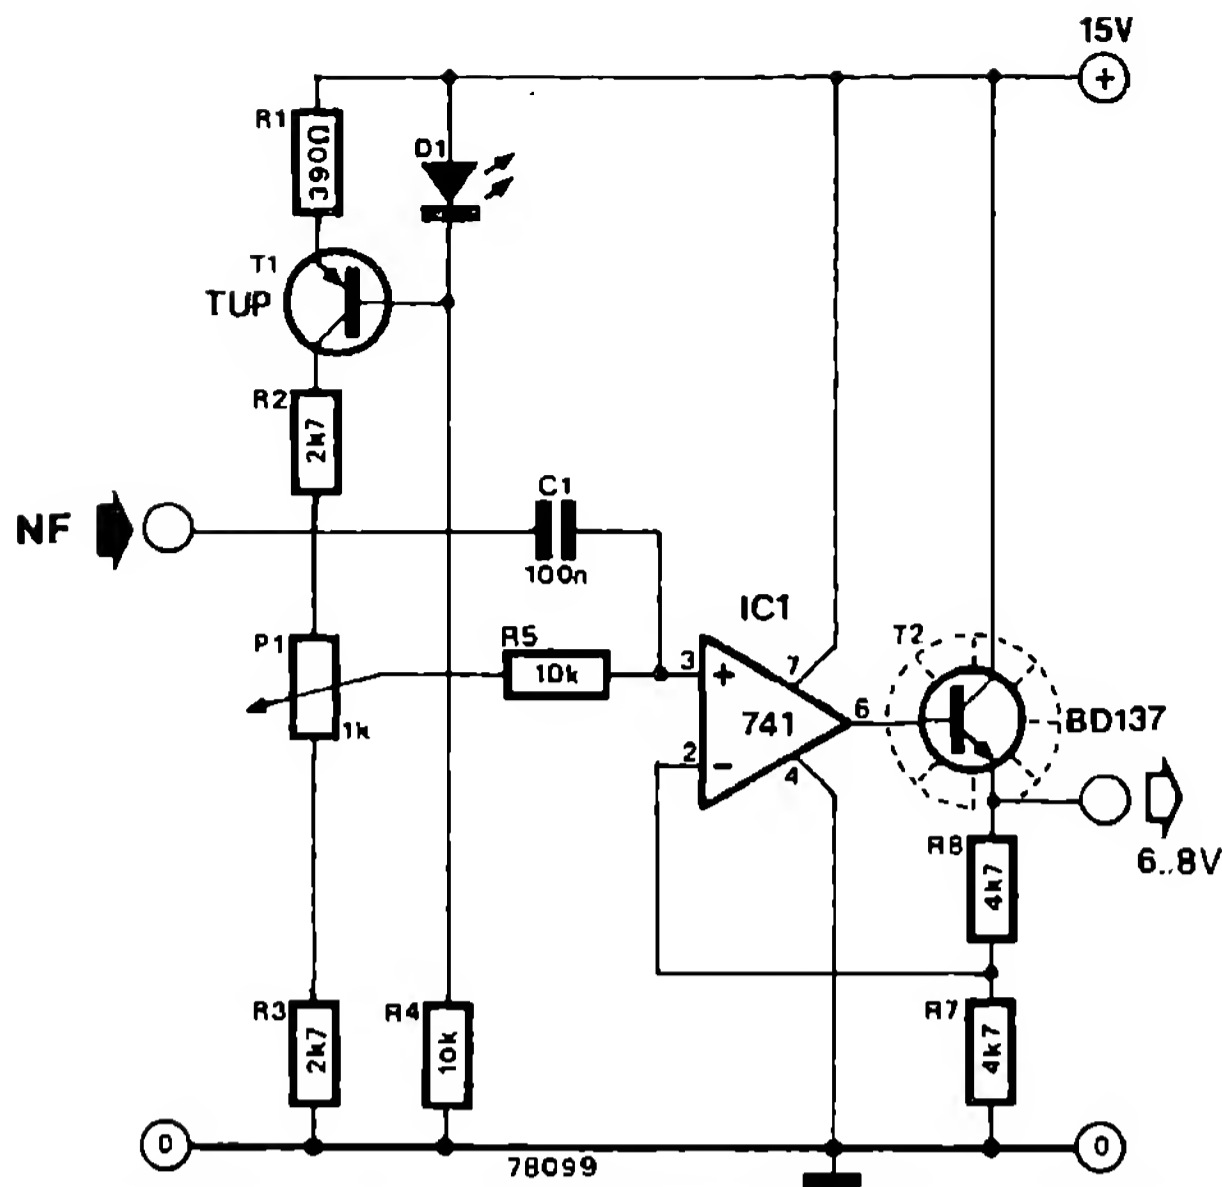 15V
+
R1
390Ω
D1
T1
TUP
R2
2k7
NF
C1
100n
IC1
P1
1k
R5
10k
3
+
7
741
6
2
-
4
T2
BD137
R8
4k7
6..8V
R3
2k7
R4
10k
R7
4k7
0
78099
0